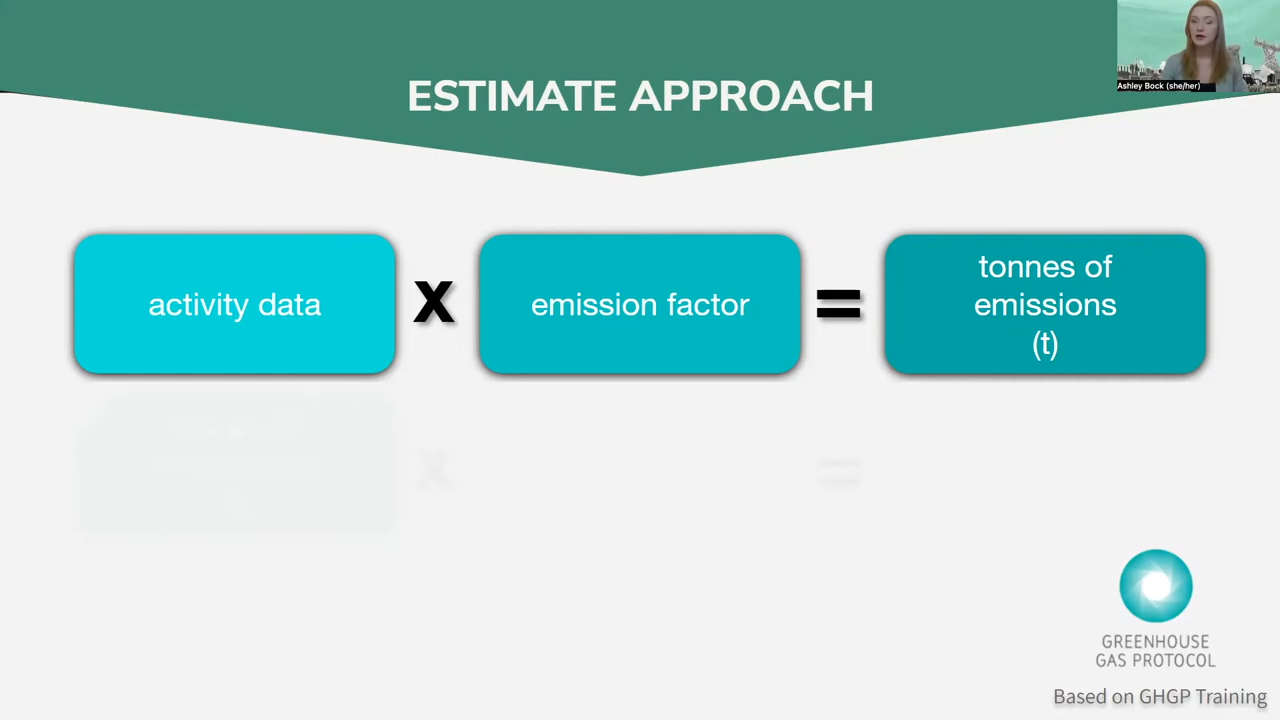 Ashley Bock (she/her)
ESTIMATE APPROACH
activity data
x
emission factor
=
tonnes of
emissions
(t)
x
=
GREENHOUSE
GAS PROTOCOL
Based on GHGP Training